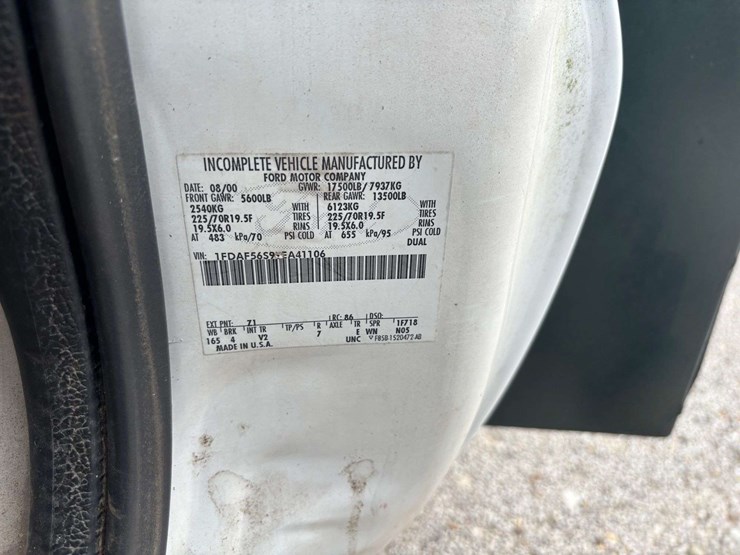 INCOMPLETE VEHICLE MANUFACTURED BY
FORD MOTOR COMPANY
DATE: 08/00 GVWR: 17500LB/ 7937KG
FRONT GAWR: 5600LB REAR GAWR: 13500LB
2540KG WITH 6123KG WITH
225/70R19.5F TIRES 225/70R19.5F TIRES
19.5X6.0 RIMS 19.5X6.0 RIMS
AT 483 kPa/70 PSI COLD AT 655 kPa/95 PSI COLD
DUAL
VIN:
EXT PNT: 71 RC: 86 DSO:
WB BRK INT TR TP/PS R AXLE TR SPR 1F718
165 4 V2 7 E WN N05
MADE IN U.S.A. UNC